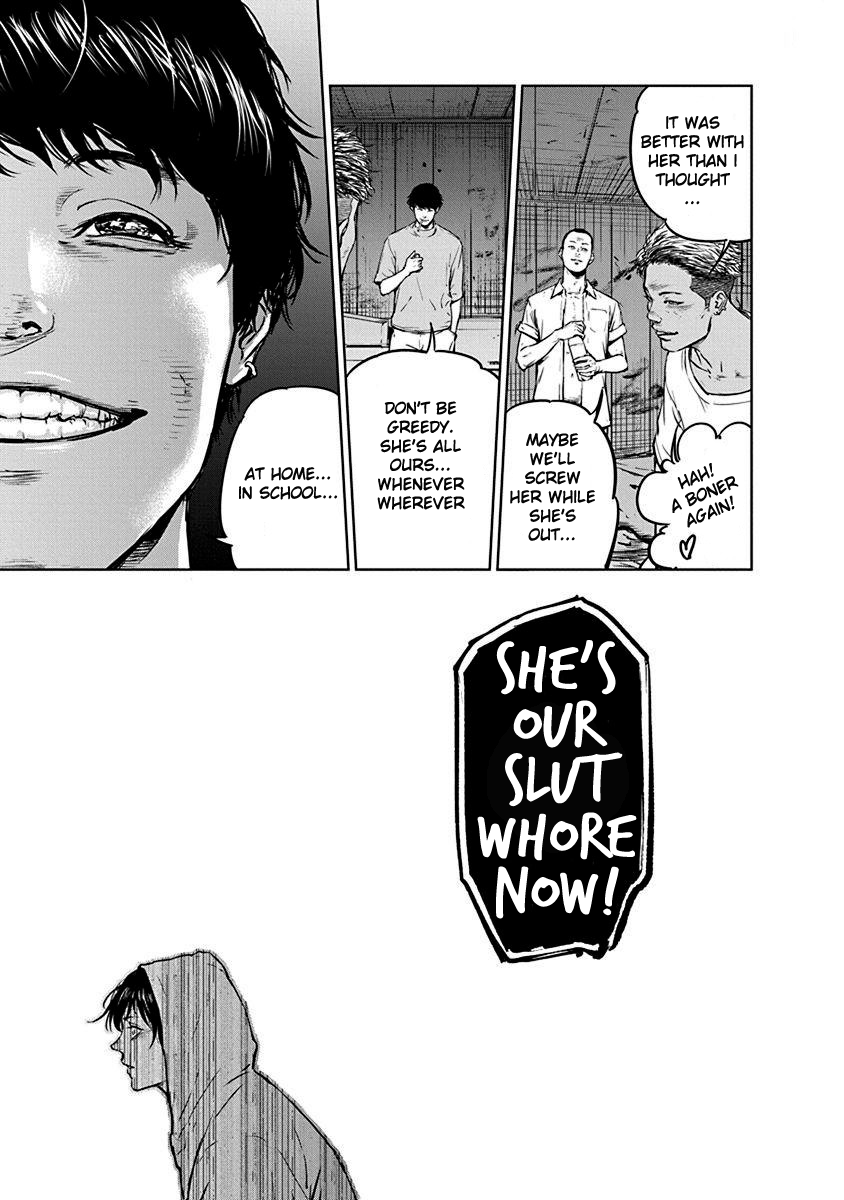 IT WAS
BETTER WITH
HER THAN I
THOUGHT
...
HAH!
A BONER
AGAIN!
MAYBE
WE'LL
SCREW
HER WHILE
SHE'S
OUT...
DON'T BE
GREEDY.
SHE'S ALL
OURS...
WHENEVER
WHEREVER
AT HOME...
IN SCHOOL...
SHE'S
OUR
SLUT
WHORE
NOW!